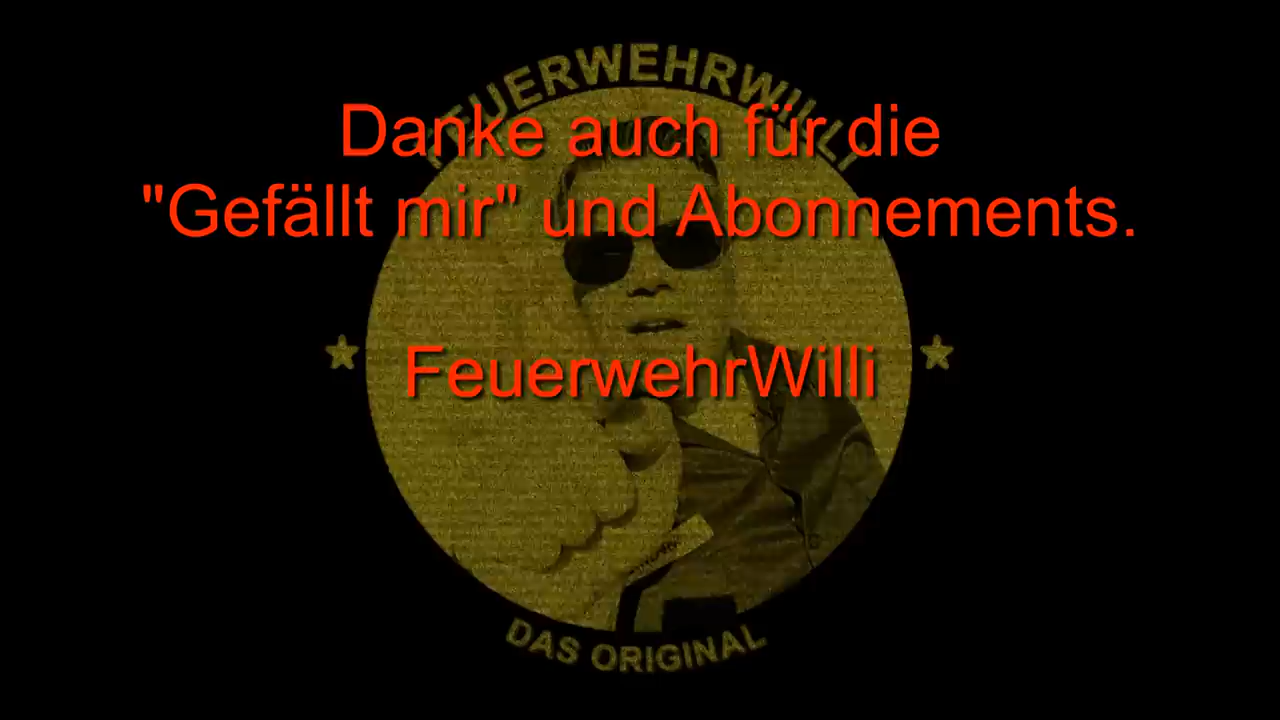 FEUERWEHRWILLI
Danke auch für die
"Gefällt mir" und Abonnements.
FeuerwehrWilli
DAS ORIGINAL